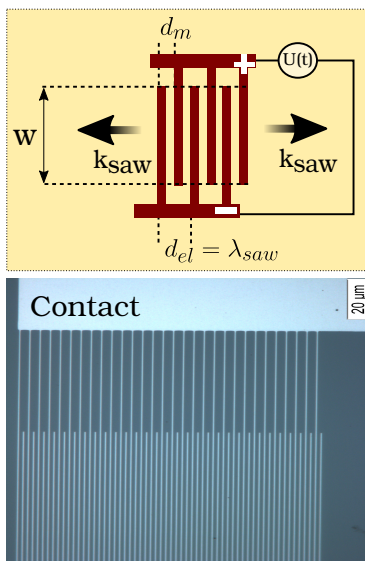 d_m
U(t)
w
k_saw
k_saw
d_el = λ_saw
Contact
20 µm